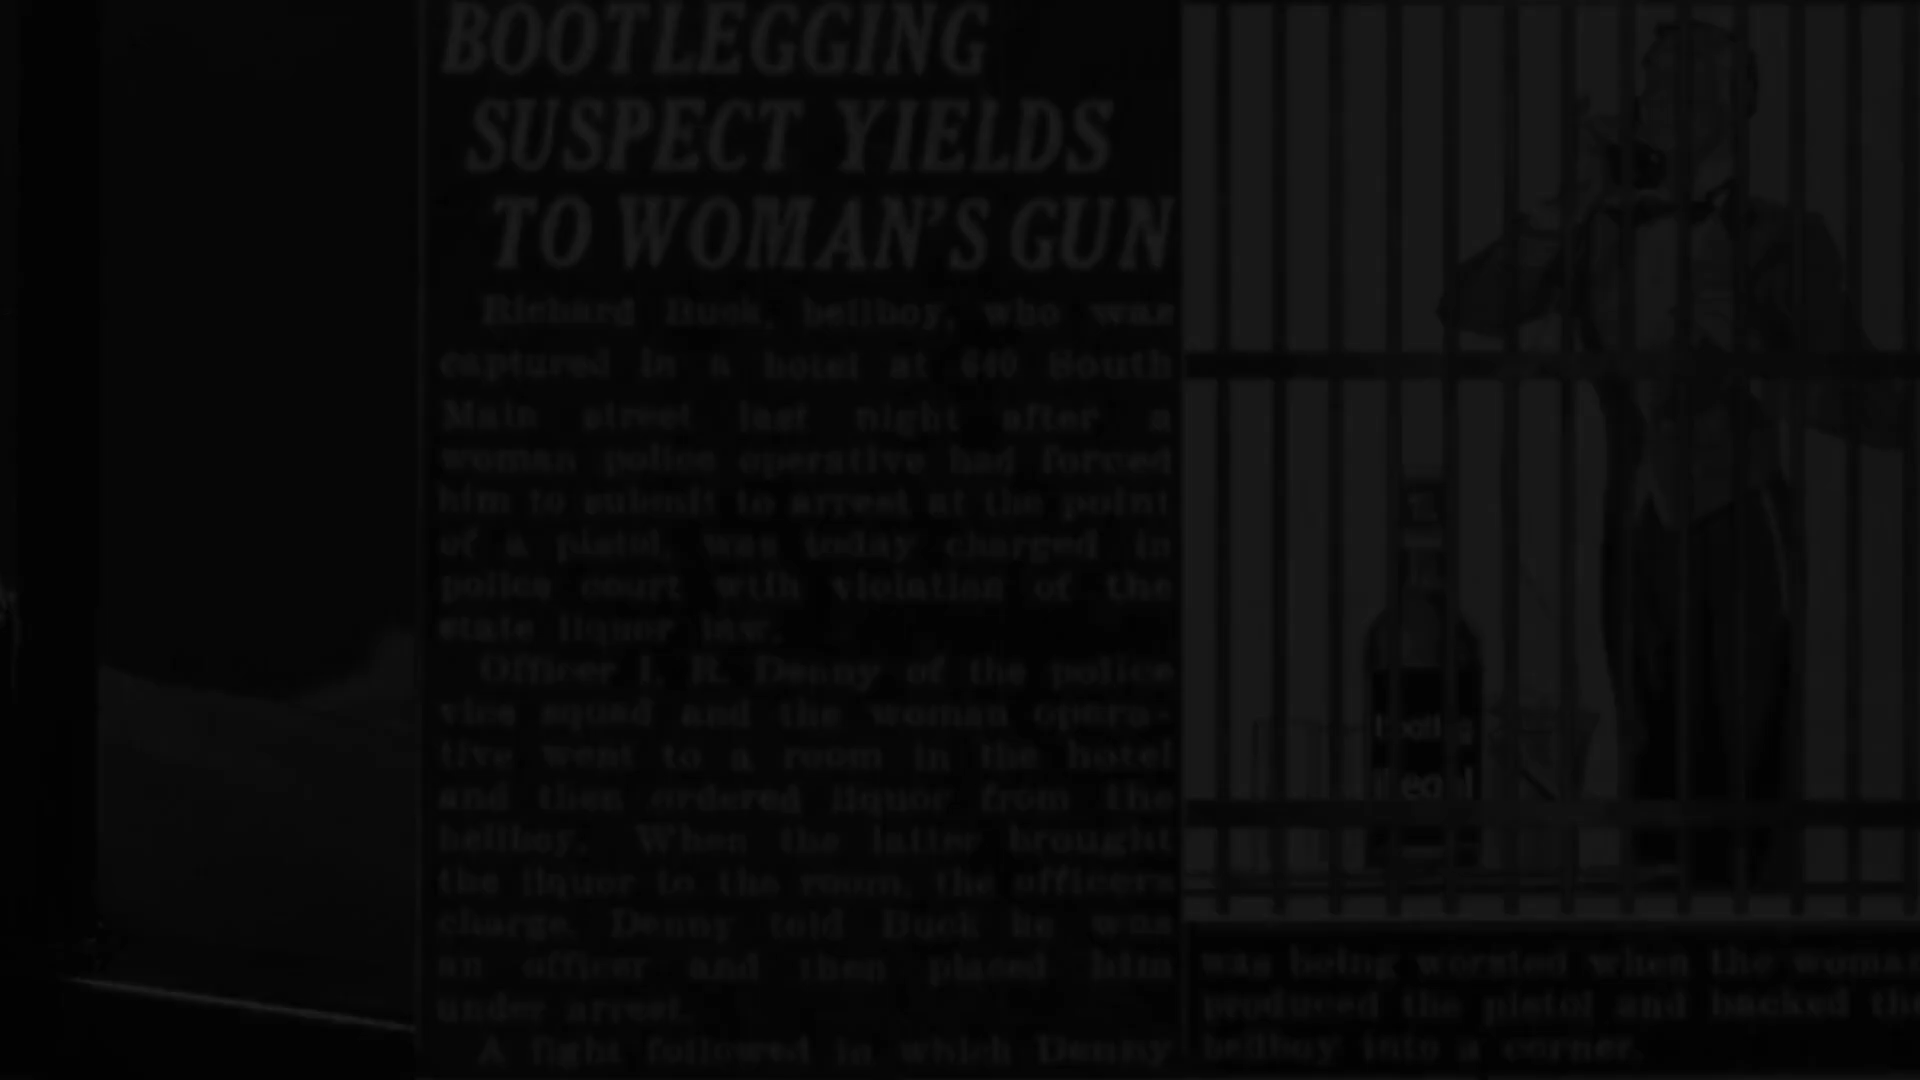 BOOTLEGGING
SUSPECT YIELDS
TO WOMAN'S GUN
Richard Buck, bellboy, who was
captured in a hotel at 640 South
Main street last night after a
woman police operative had forced
him to submit to arrest at the point
of a pistol, was today charged in
police court wtih violation of the
state liquor law.
Officer I. R. Denny of the police
vice squad and the woman opera-
tive went to a room in the hotel
and then ordered liquor from the
bellboy. When the latter brought
the liquor to the room, the officers
charge, Denny told Buck he was
an officer and then placed him
under arrest.
A fight followed in which Denny
was being worsted when the woman
produced the pistol and backed the
bellboy into a corner.